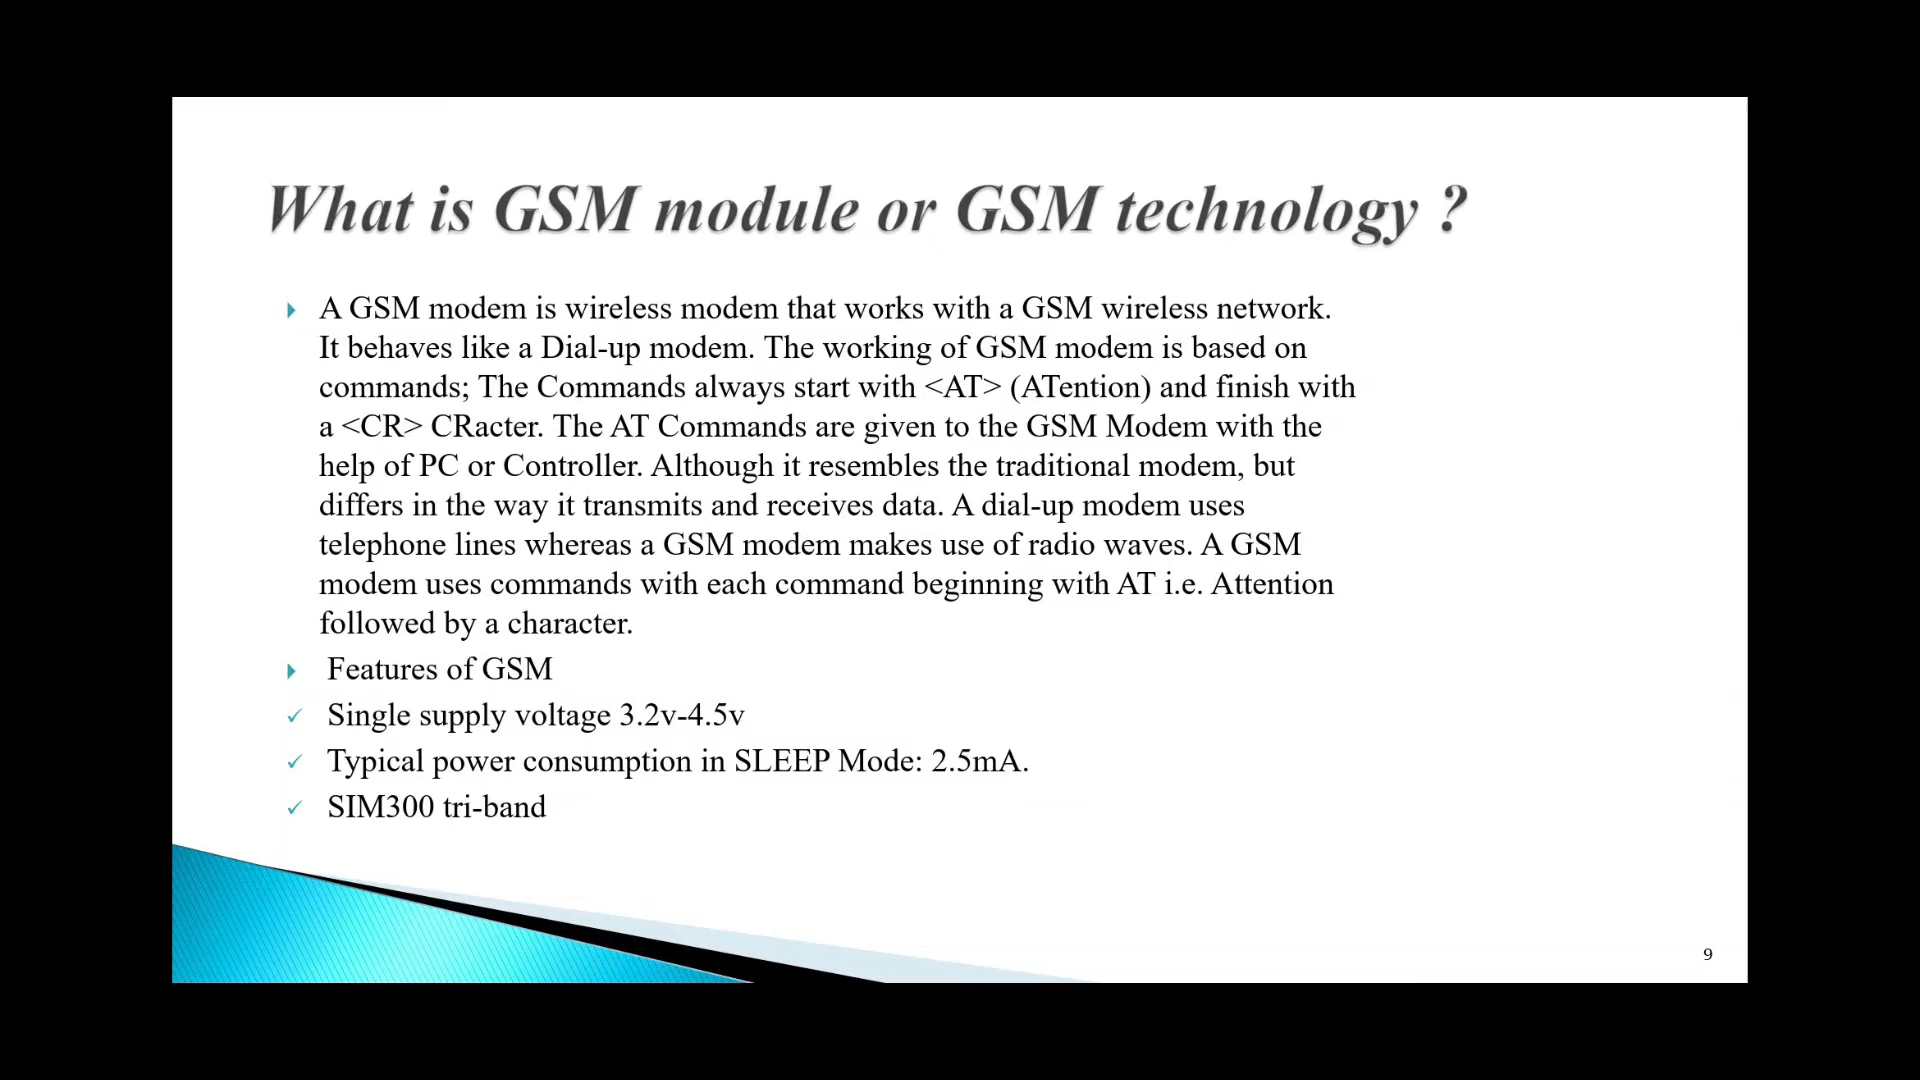 What is GSM module or GSM technology ?
A GSM modem is wireless modem that works with a GSM wireless network.
It behaves like a Dial-up modem. The working of GSM modem is based on
commands; The Commands always start with <AT> (ATention) and finish with
a <CR> CRacter. The AT Commands are given to the GSM Modem with the
help of PC or Controller. Although it resembles the traditional modem, but
differs in the way it transmits and receives data. A dial-up modem uses
telephone lines whereas a GSM modem makes use of radio waves. A GSM
modem uses commands with each command beginning with AT i.e. Attention
followed by a character.
Features of GSM
Single supply voltage 3.2v-4.5v
Typical power consumption in SLEEP Mode: 2.5mA.
SIM300 tri-band
9